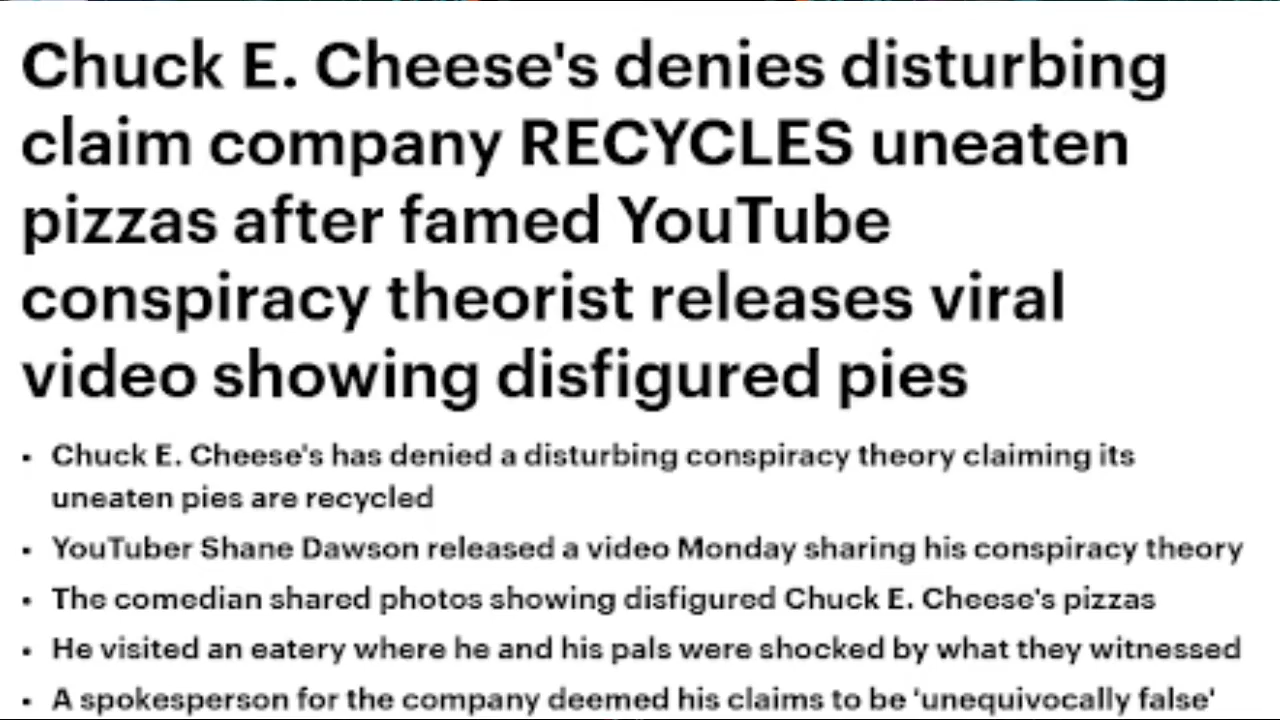 Chuck E. Cheese's denies disturbing
claim company RECYCLES uneaten
pizzas after famed YouTube
conspiracy theorist releases viral
video showing disfigured pies
• Chuck E. Cheese's has denied a disturbing conspiracy theory claiming its
uneaten pies are recycled
• YouTuber Shane Dawson released a video Monday sharing his conspiracy theory
• The comedian shared photos showing disfigured Chuck E. Cheese's pizzas
• He visited an eatery where he and his pals were shocked by what they witnessed
• A spokesperson for the company deemed his claims to be 'unequivocally false'